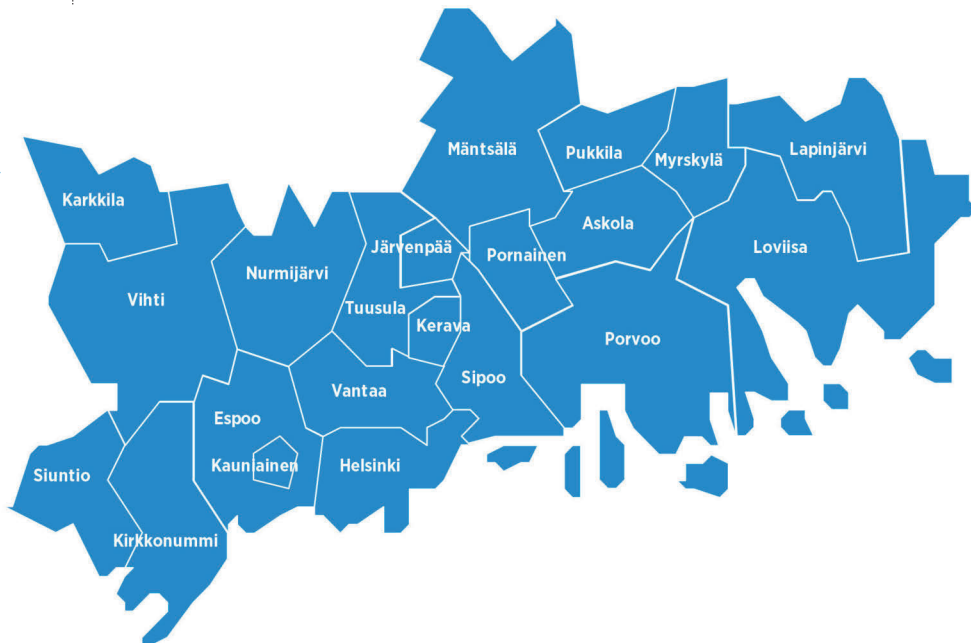 Mäntsälä
Pukkila
Myrskylä
Lapinjärvi
Karkkila
Askola
Järvenpää
Pornainen
Loviisa
Nurmijärvi
Vihti
Tuusula
Kerava
Porvoo
Sipoo
Vantaa
Espoo
Kauniainen
Helsinki
Siuntio
Kirkkonummi